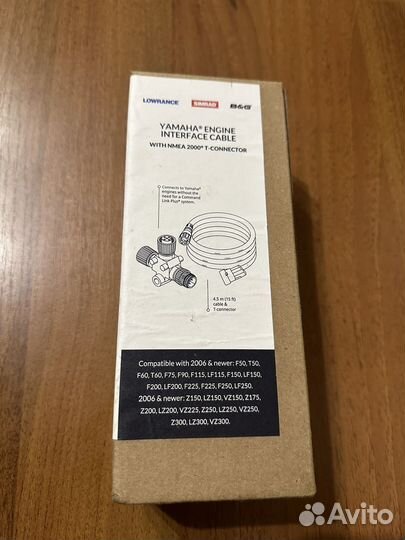 LOWRANCE SIMRAD B&G
YAMAHA® ENGINE
INTERFACE CABLE
WITH NMEA 2000® T-CONNECTOR
Connects to Yamaha®
engines without the
need for a Command
Link Plus® system.
4.5 m (15 ft)
cable &
T-connector
Compatible with 2006 & newer: F50, T50,
F60, T60, F75, F90, F115, LF115, F150, LF150,
F200, LF200, F225, F225, F250, LF250.
2006 & newer: Z150, LZ150, VZ150, Z175,
Z200, LZ200, VZ225, Z250, LZ250, VZ250,
Z300, LZ300, VZ300.
Avito